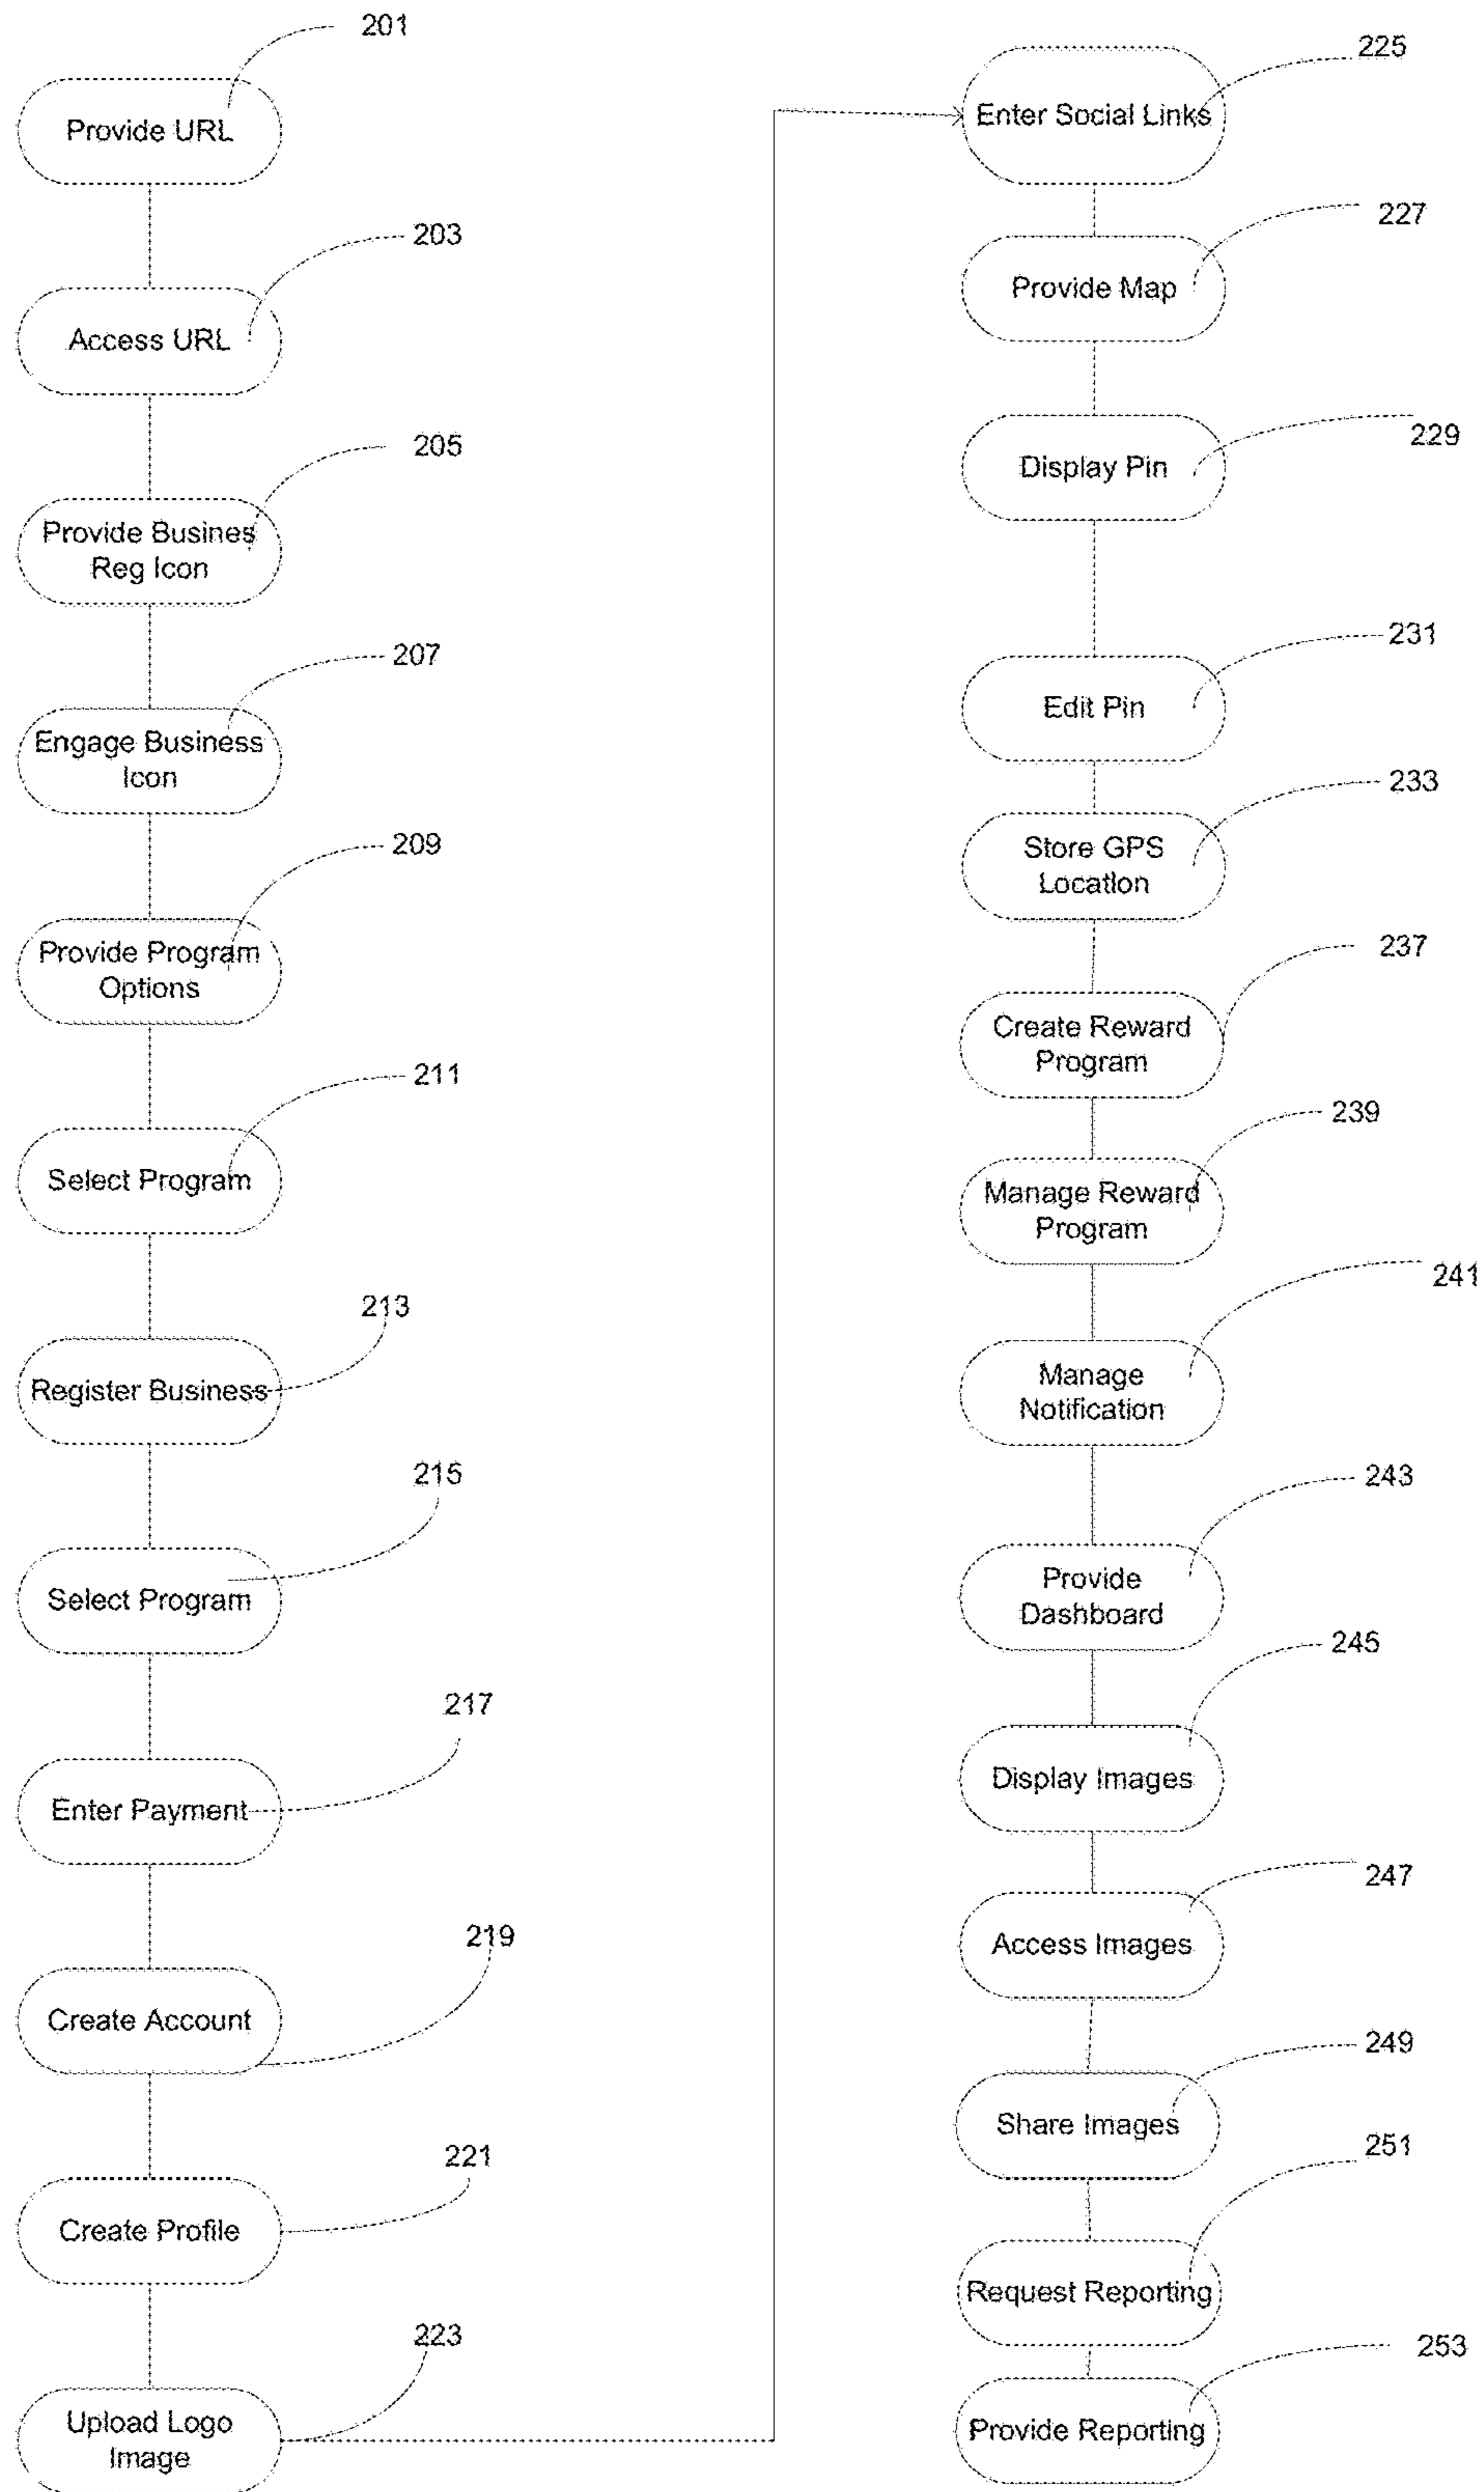 201
Provide URL
203
Access URL
205
Provide Busines
Reg Icon
207
Engage Business
Icon
209
Provide Program
Options
211
Select Program
213
Register Business
215
Select Program
217
Enter Payment
219
Create Account
221
Create Profile
223
Upload Logo
Image
225
Enter Social Links
227
Provide Map
229
Display Pin
231
Edit Pin
233
Store GPS
Location
237
Create Reward
Program
239
Manage Reward
Program
241
Manage
Notification
243
Provide
Dashboard
245
Display Images
247
Access Images
249
Share Images
251
Request Reporting
253
Provide Reporting